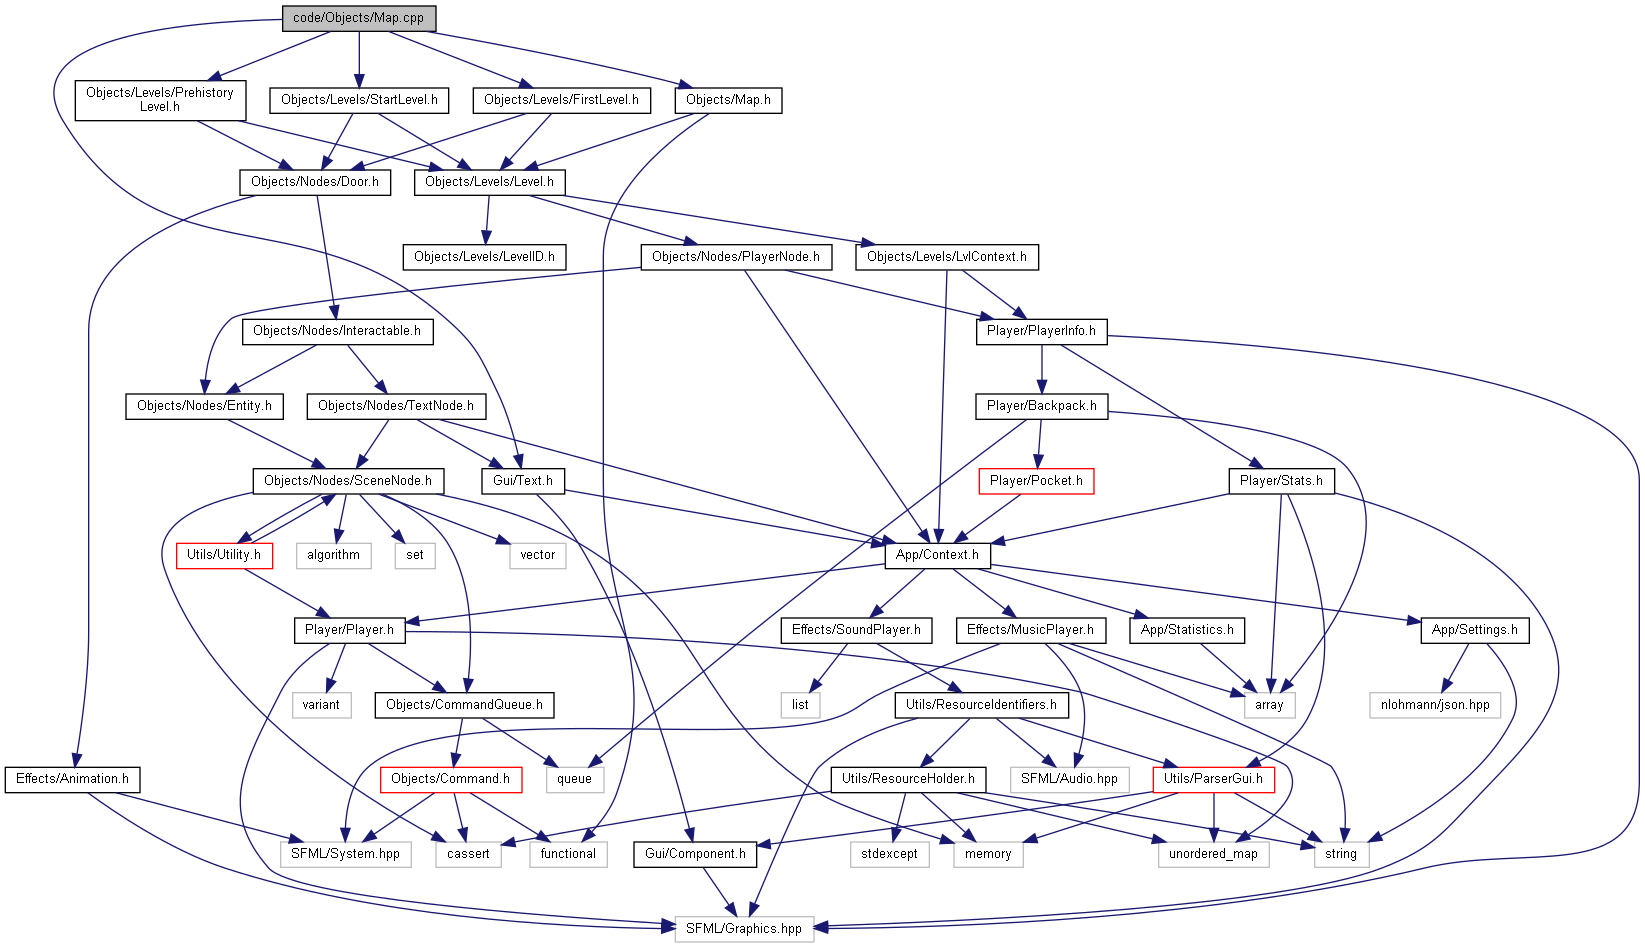 code/Objects/Map.cpp
Objects/Levels/Prehistory
Level.h
Objects/Levels/StartLevel.h
Objects/Levels/FirstLevel.h
Objects/Map.h
Objects/Nodes/Door.h
Objects/Levels/Level.h
Objects/Levels/LevelID.h
Objects/Nodes/PlayerNode.h
Objects/Levels/LvlContext.h
Objects/Nodes/Interactable.h
Player/PlayerInfo.h
Objects/Nodes/Entity.h
Objects/Nodes/TextNode.h
Player/Backpack.h
Objects/Nodes/SceneNode.h
Gui/Text.h
Player/Pocket.h
Player/Stats.h
Utils/Utility.h
algorithm
set
vector
App/Context.h
Player/Player.h
Effects/SoundPlayer.h
Effects/MusicPlayer.h
App/Statistics.h
App/Settings.h
variant
Objects/CommandQueue.h
list
Utils/ResourceIdentifiers.h
array
nlohmann/json.hpp
Effects/Animation.h
Objects/Command.h
queue
Utils/ResourceHolder.h
SFML/Audio.hpp
Utils/ParserGui.h
SFML/System.hpp
cassert
functional
Gui/Component.h
stdexcept
memory
unordered_map
string
SFML/Graphics.hpp